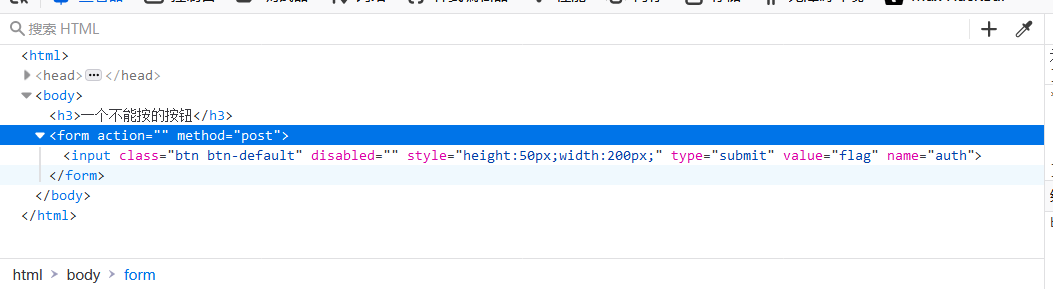 搜索 HTML
<html>
<head>⋯</head>
<body>
<h3>一个不能按的按钮</h3>
<form action="" method="post">
<input class="btn btn-default" disabled="" style="height:50px;width:200px;" type="submit" value="flag" name="auth">
</form>
</body>
</html>
html > body > form